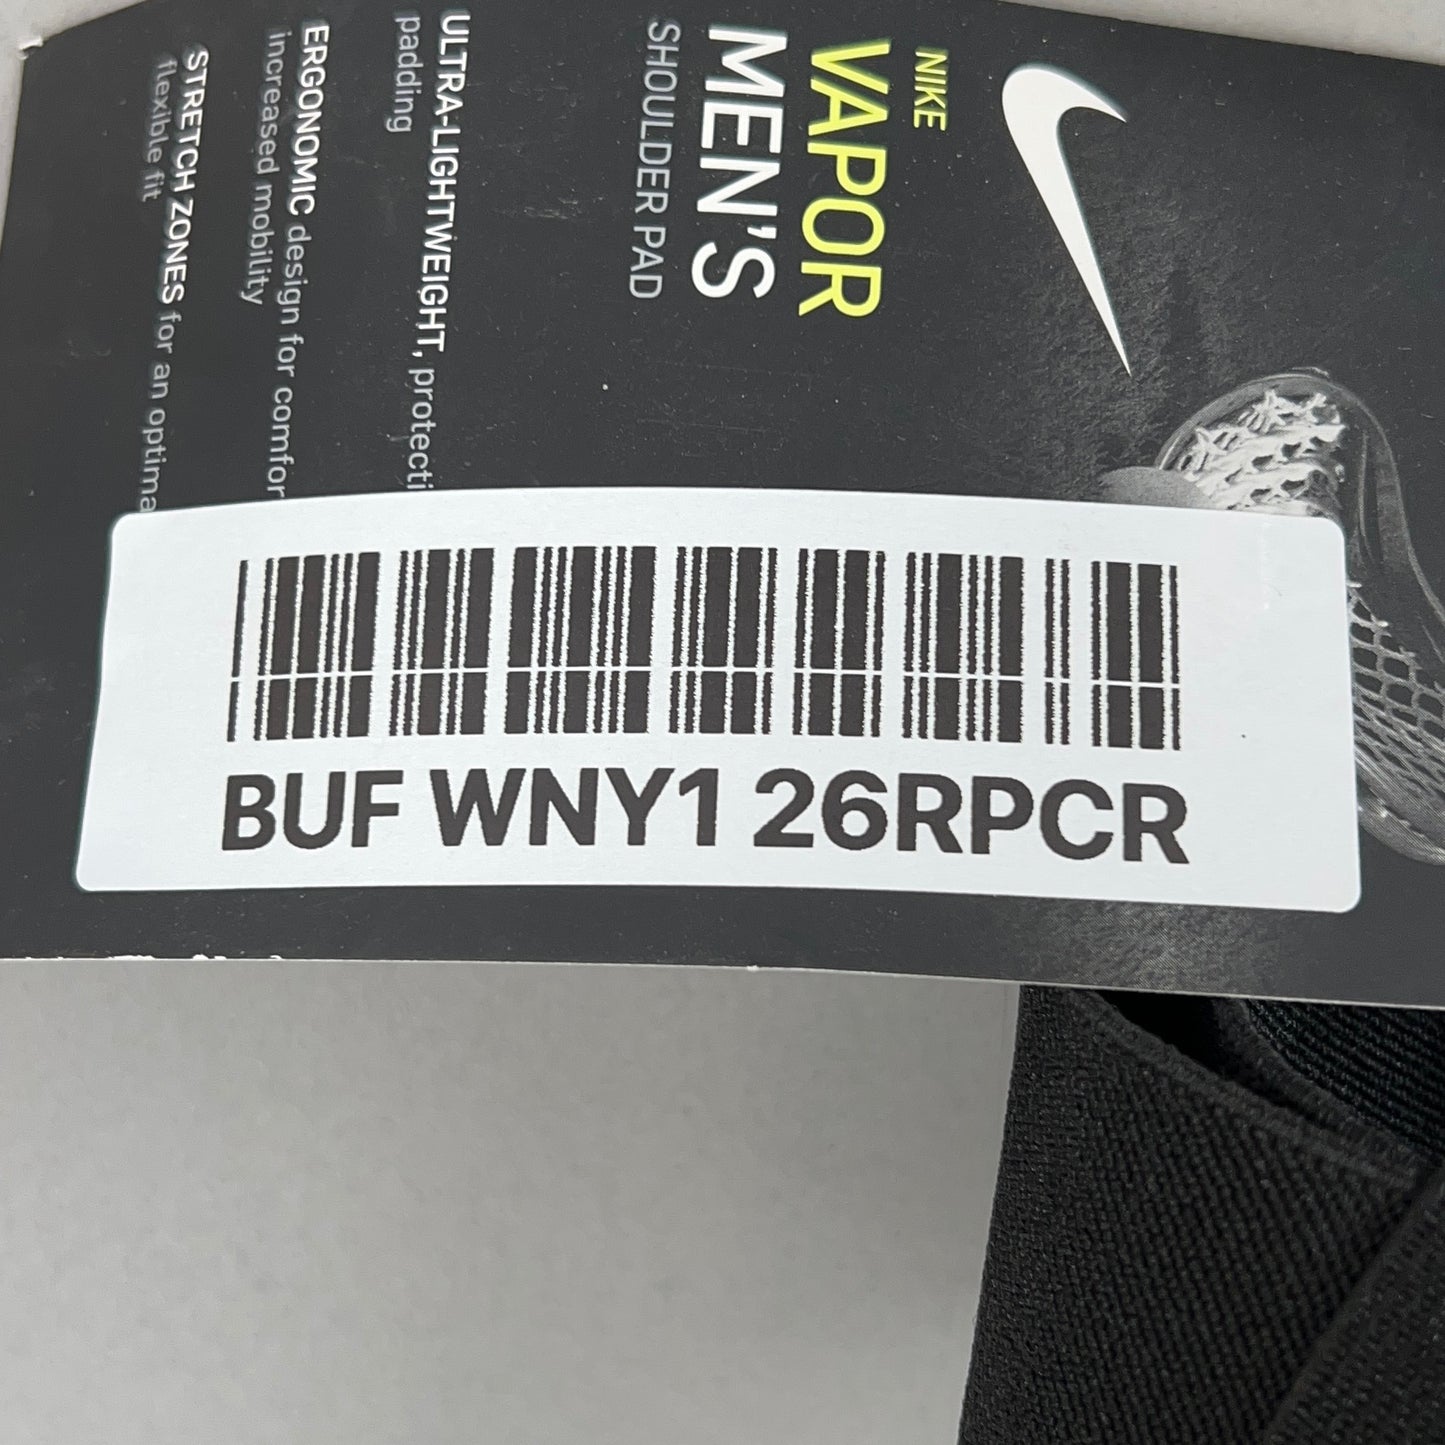 NIKE
VAPOR
MEN'S
SHOULDER PAD
ULTRA-LIGHTWEIGHT, protecti
padding
ERGONOMIC design for comfor
increased mobility
STRETCH ZONES for an optima
flexible fit
BUF WNY1 26RPCR